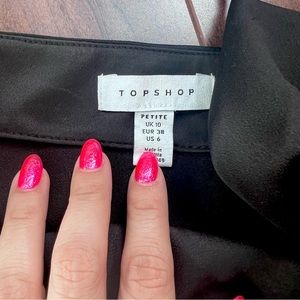 TOPSHOP
PETITE
UK 10
EUR 38
US 6
Made in